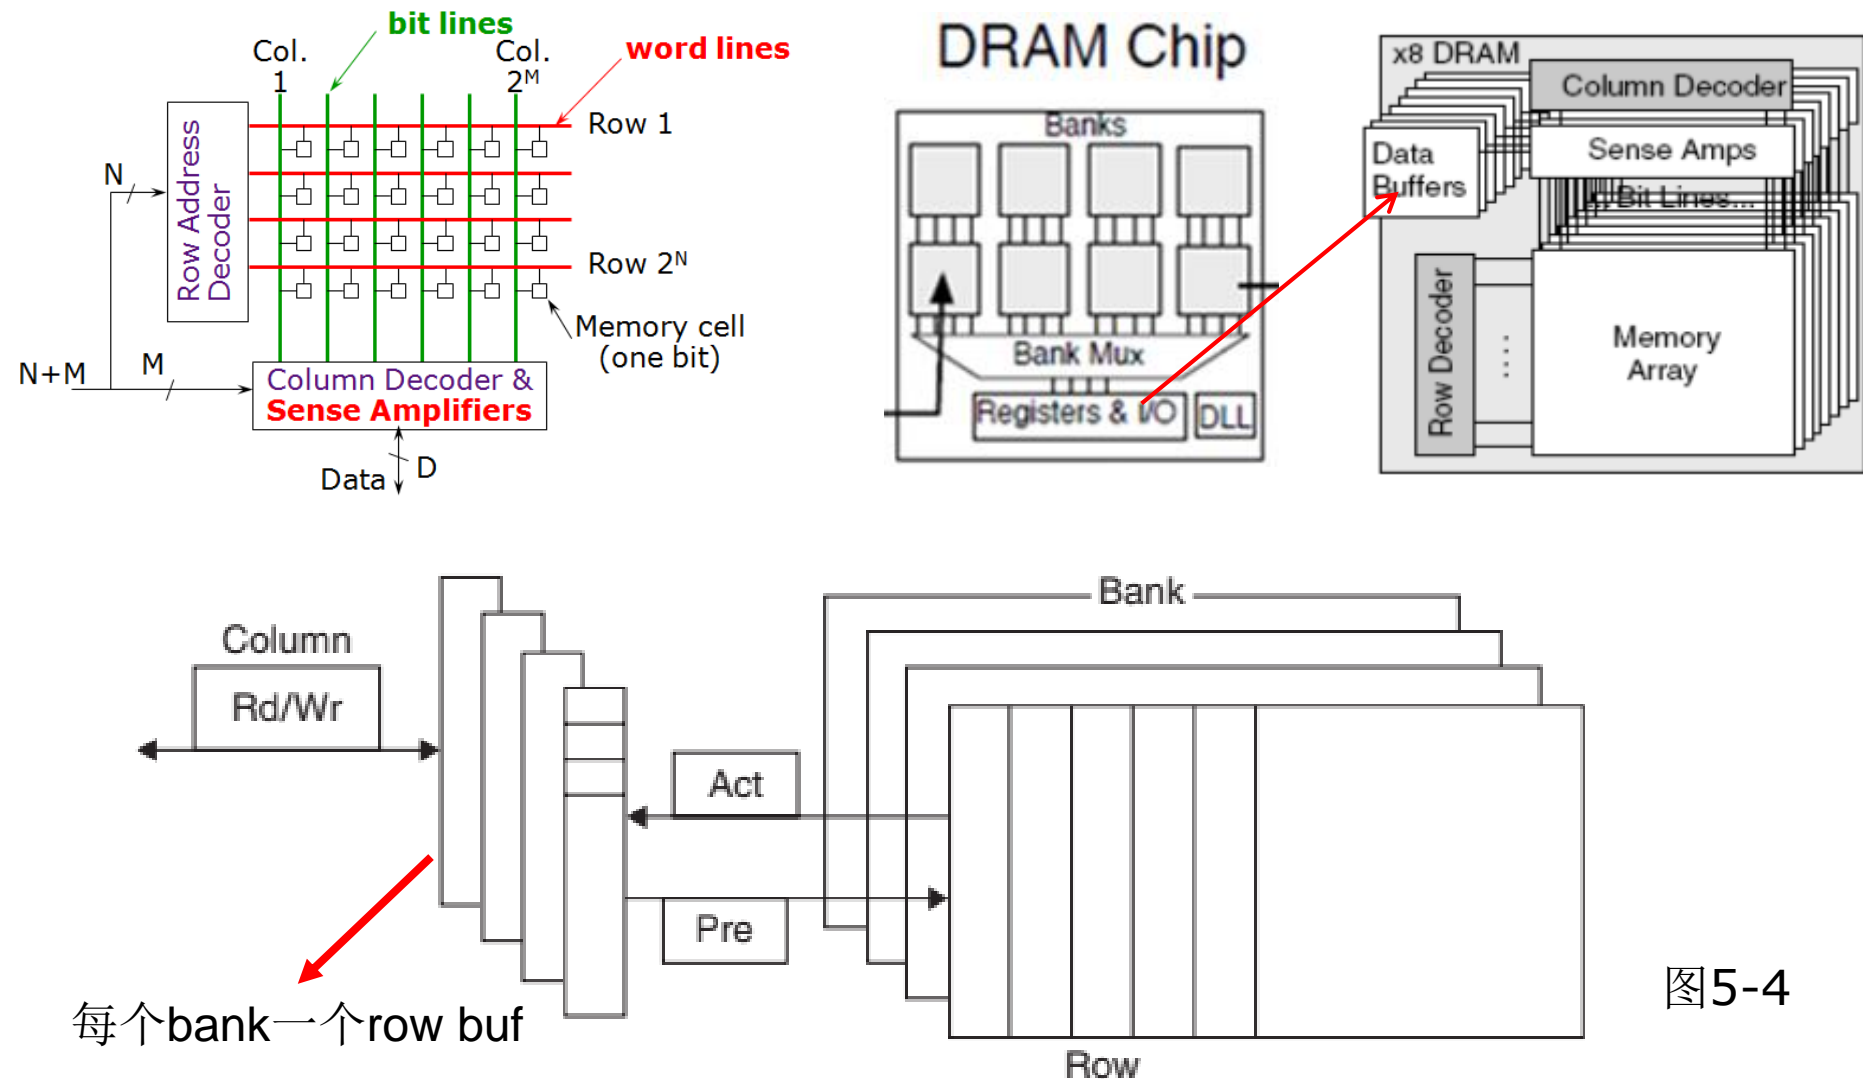 bit lines
Col.
1
Col.
2ᴹ
word lines
Row Address
Decoder
Row 1
Row 2ᴺ
N
N+M
M
Memory cell
(one bit)
Column Decoder &
Sense Amplifiers
Data
D
DRAM Chip
Banks
Bank Mux
Registers & I/O
DLL
x8 DRAM
Column Decoder
Sense Amps
Data
Buffers
...Bit Lines...
Row Decoder
....
Memory
Array
Column
Rd/Wr
Act
Pre
Bank
Row
每个bank一个row buf
图5-4